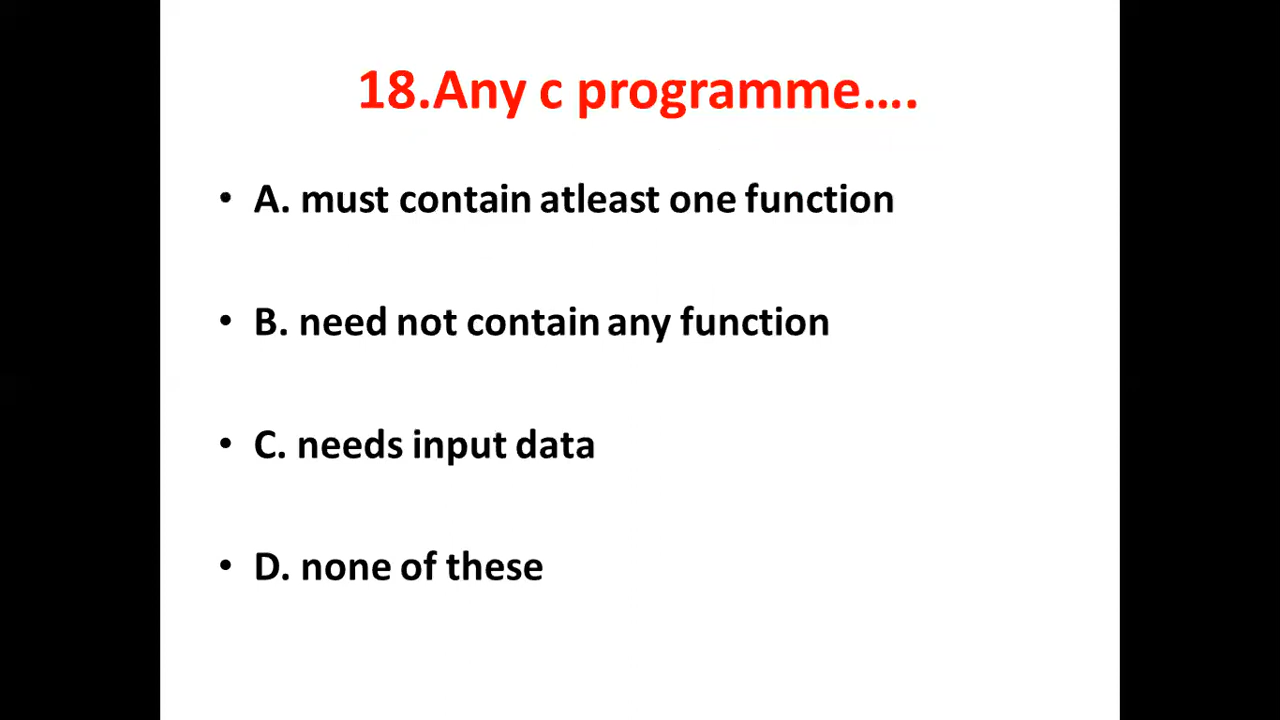 18.Any c programme....
• A. must contain atleast one function
• B. need not contain any function
• C. needs input data
• D. none of these